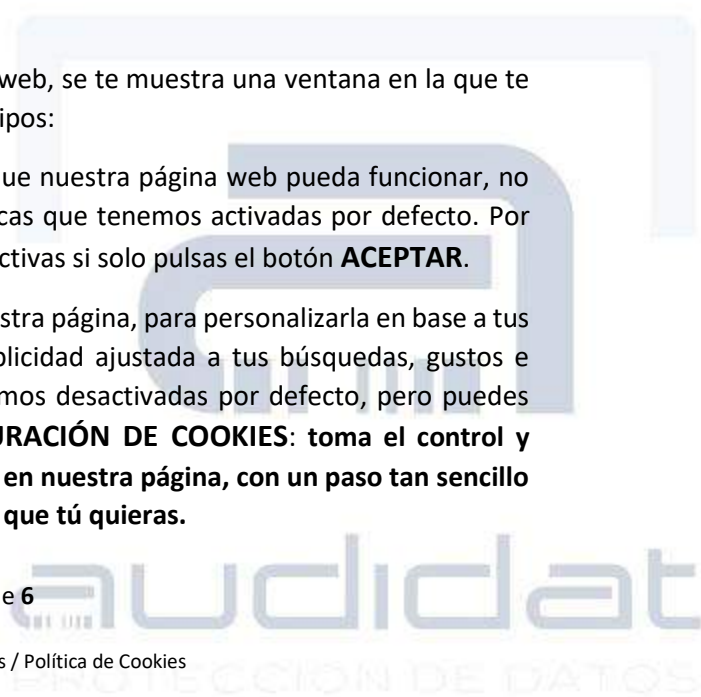 web, se te muestra una ventana en la que te
ipos:
ue nuestra página web pueda funcionar, no
cas que tenemos activadas por defecto. Por
ctivas si solo pulsas el botón ACEPTAR.
stra página, para personalizarla en base a tus
blicidad ajustada a tus búsquedas, gustos e
mos desactivadas por defecto, pero puedes
URACIÓN DE COOKIES: toma el control y
en nuestra página, con un paso tan sencillo
que tú quieras.
e 6
audidat
s / Política de Cookies
PROTECCIÓN DE DATOS